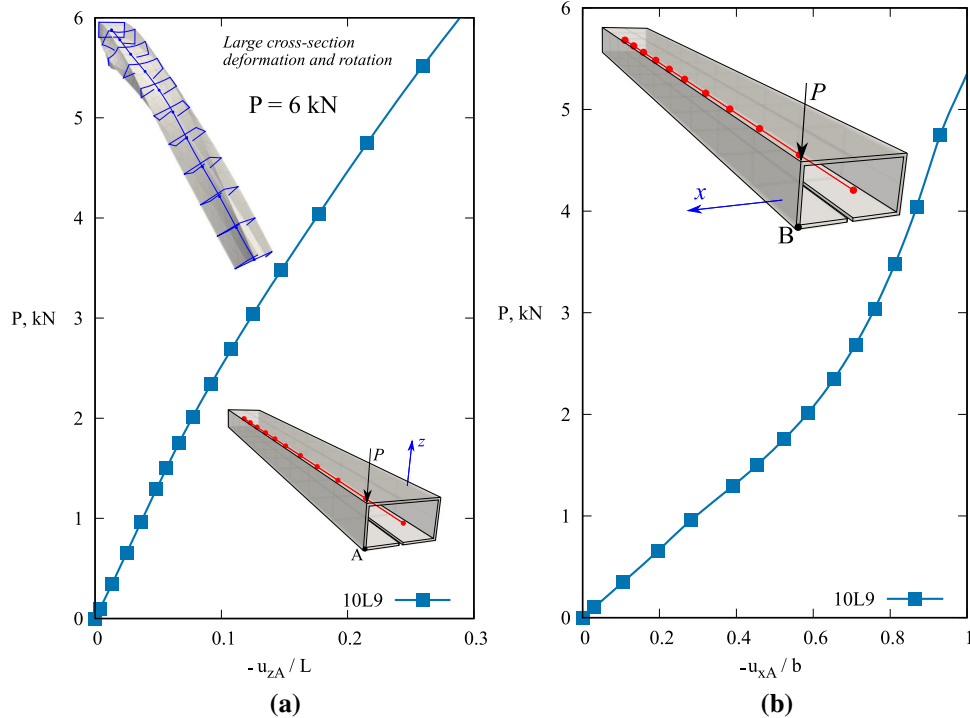 6
5
4
P, kN
3
2
1
0
Large cross-section
deformation and rotation
P = 6 kN
P
z
A
10L9
0
0.1
0.2
0.3
- u_zA / L
(a)
6
5
4
P, kN
3
2
1
0
P
x
B
10L9
0
0.2
0.4
0.6
0.8
1
-u_xA / b
(b)